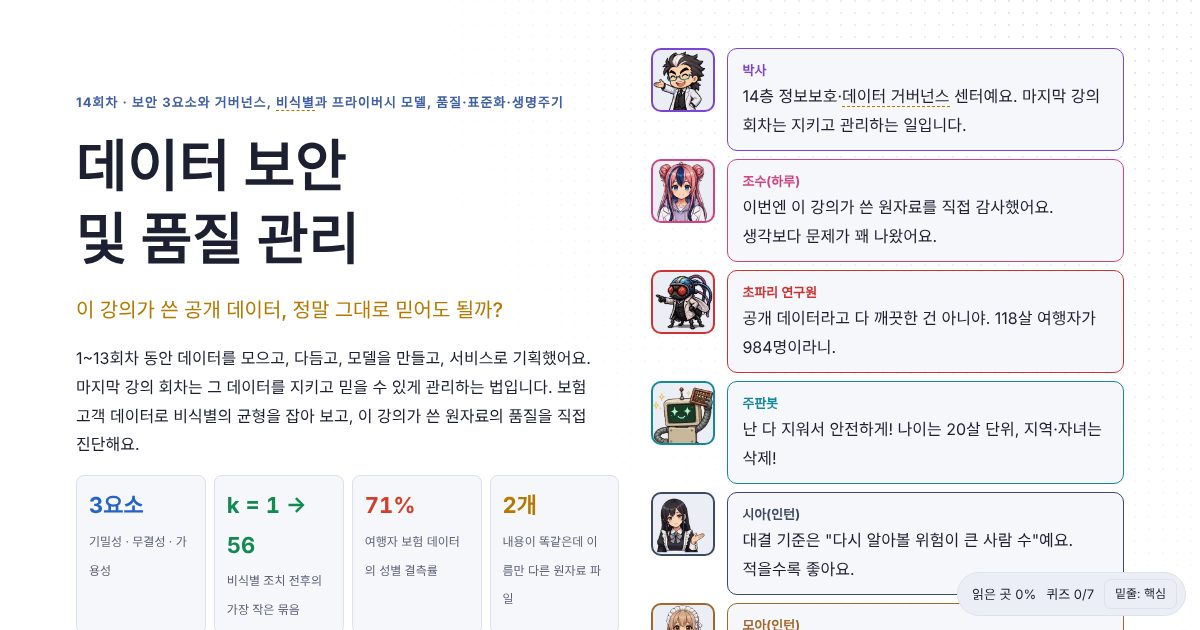 14회차 · 보안 3요소와 거버넌스, 비식별과 프라이버시 모델, 품질·표준화·생명주기
데이터 보안
및 품질 관리
이 강의가 쓴 공개 데이터, 정말 그대로 믿어도 될까?
1~13회차 동안 데이터를 모으고, 다듬고, 모델을 만들고, 서비스로 기획했어요.
마지막 강의 회차는 그 데이터를 지키고 믿을 수 있게 관리하는 법입니다. 보험
고객 데이터로 비식별의 균형을 잡아 보고, 이 강의가 쓴 원자료의 품질을 직접
진단해요.
3요소
기밀성 · 무결성 · 가
용성
k = 1 →
56
비식별 조치 전후의
가장 작은 묶음
71%
여행자 보험 데이터
의 성별 결측률
2개
내용이 똑같은데 이
름만 다른 원자료 파
일
박사
14층 정보보호·데이터 거버넌스 센터예요. 마지막 강의
회차는 지키고 관리하는 일입니다.
조수(하루)
이번엔 이 강의가 쓴 원자료를 직접 감사했어요.
생각보다 문제가 꽤 나왔어요.
초파리 연구원
공개 데이터라고 다 깨끗한 건 아니야. 118살 여행자가
984명이라니.
주판봇
난 다 지워서 안전하게! 나이는 20살 단위, 지역·자녀는
삭제!
시아(인턴)
대결 기준은 "다시 알아볼 위험이 큰 사람 수"예요.
적을수록 좋아요.
모아(인턴)
읽은 곳 0% 퀴즈 0/7 밑줄: 핵심